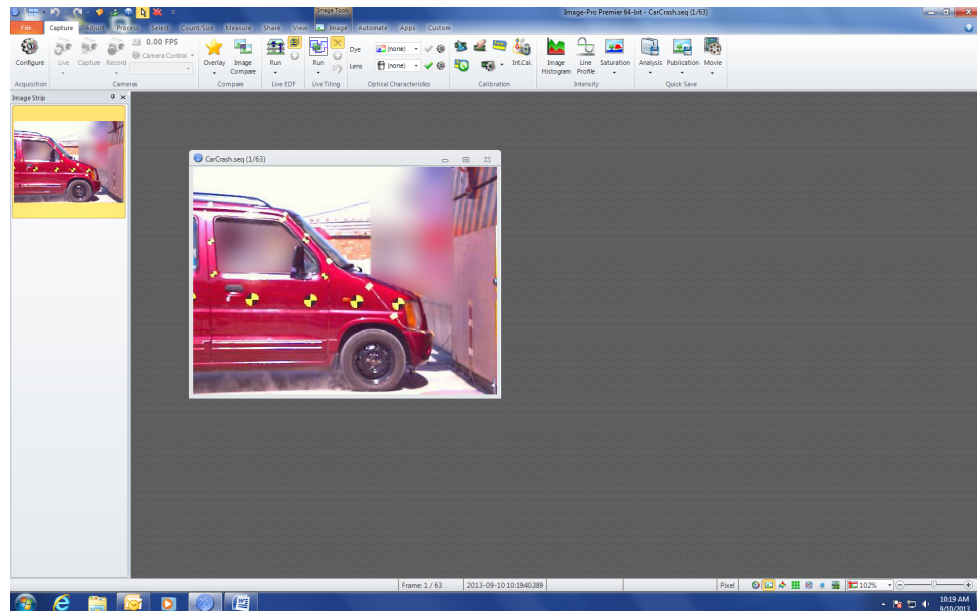 Image Tools
Image-Pro Premier 64-bit - CarCrash.seq (1/63)
File Capture Adjust Process Select Count/Size Measure Share View Image Automate Apps Custom
0.00 FPS
Camera Control
Configure Live Capture Record Overlay Image Compare Run Run Dye (none) Int.Cal. Image Histogram Line Profile Saturation Analysis Publication Movie
Lens (none)
Acquisition Cameras Compare Live EDF Live Tiling Optical Characteristics Calibration Intensity Quick Save
Image Strip
CarCrash.seq (1/63)
Frame: 1 / 63 2013-09-10 10:19:40.389 Pixel 102%
10:19 AM
9/10/2013